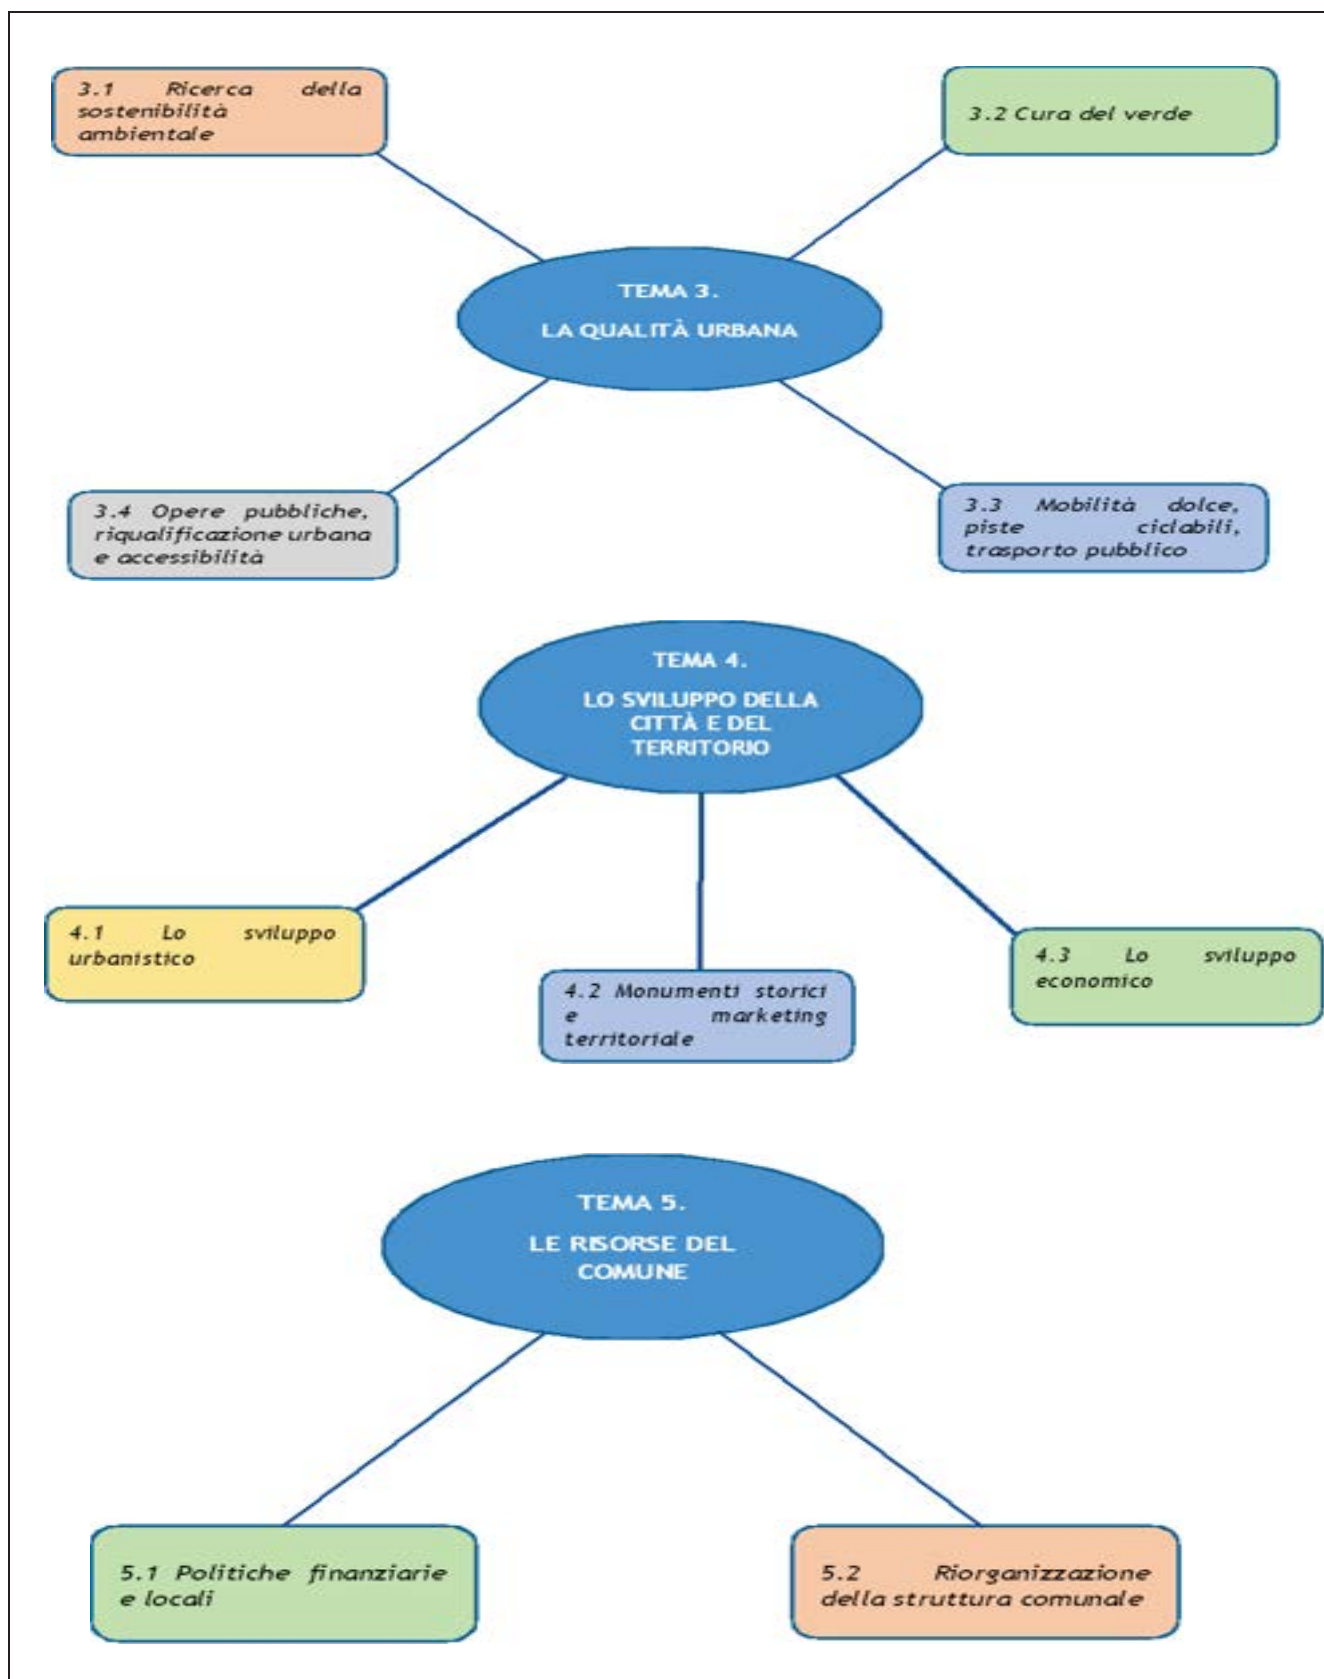 3.1 Ricerca della
sostenibilità
ambientale
3.2 Cura del verde
TEMA 3.
LA QUALITÀ URBANA
3.4 Opere pubbliche,
riqualificazione urbana
e accessibilità
3.3 Mobilità dolce,
piste ciclabili,
trasporto pubblico
TEMA 4.
LO SVILUPPO DELLA
CITTÀ E DEL
TERRITORIO
4.1 Lo sviluppo
urbanistico
4.2 Monumenti storici
e marketing
territoriale
4.3 Lo sviluppo
economico
TEMA 5.
LE RISORSE DEL
COMUNE
5.1 Politiche finanziarie
e locali
5.2 Riorganizzazione
della struttura comunale